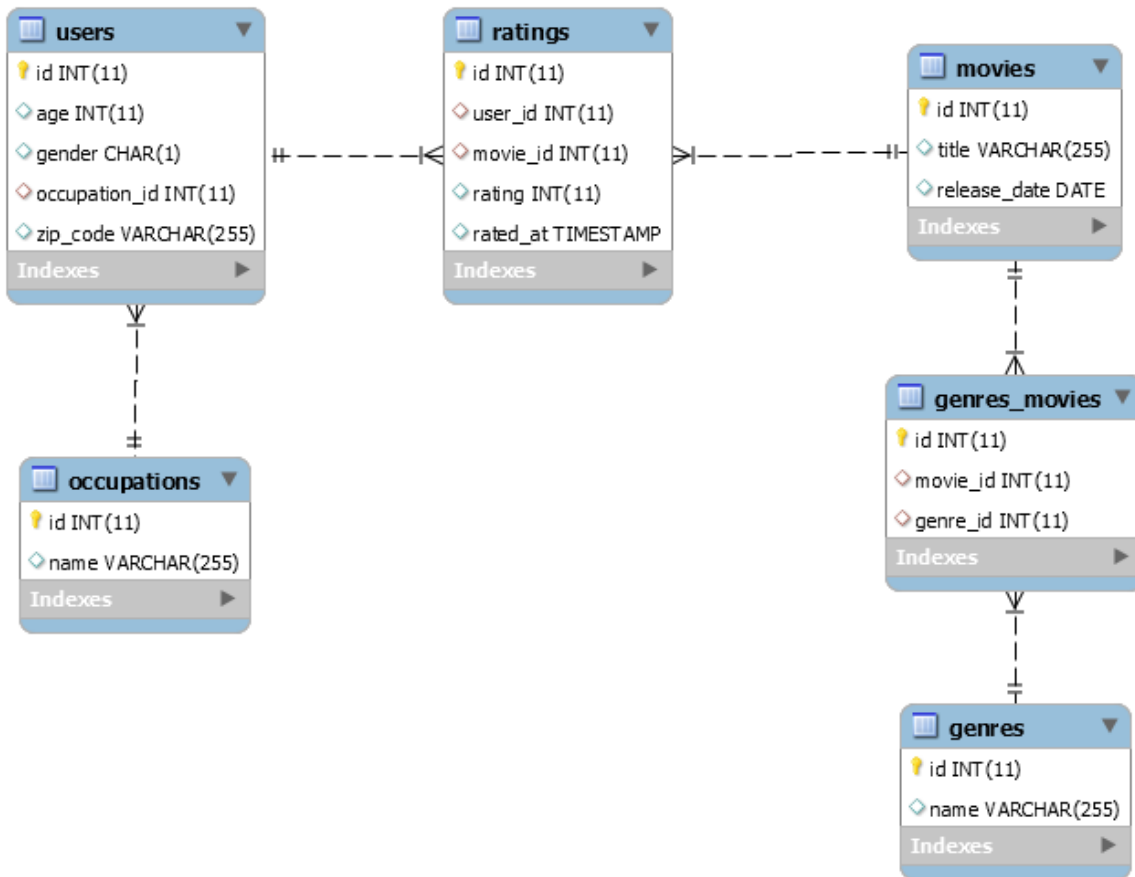 users
id INT(11)
age INT(11)
gender CHAR(1)
occupation_id INT(11)
zip_code VARCHAR(255)
Indexes
ratings
id INT(11)
user_id INT(11)
movie_id INT(11)
rating INT(11)
rated_at TIMESTAMP
Indexes
movies
id INT(11)
title VARCHAR(255)
release_date DATE
Indexes
occupations
id INT(11)
name VARCHAR(255)
Indexes
genres_movies
id INT(11)
movie_id INT(11)
genre_id INT(11)
Indexes
genres
id INT(11)
name VARCHAR(255)
Indexes